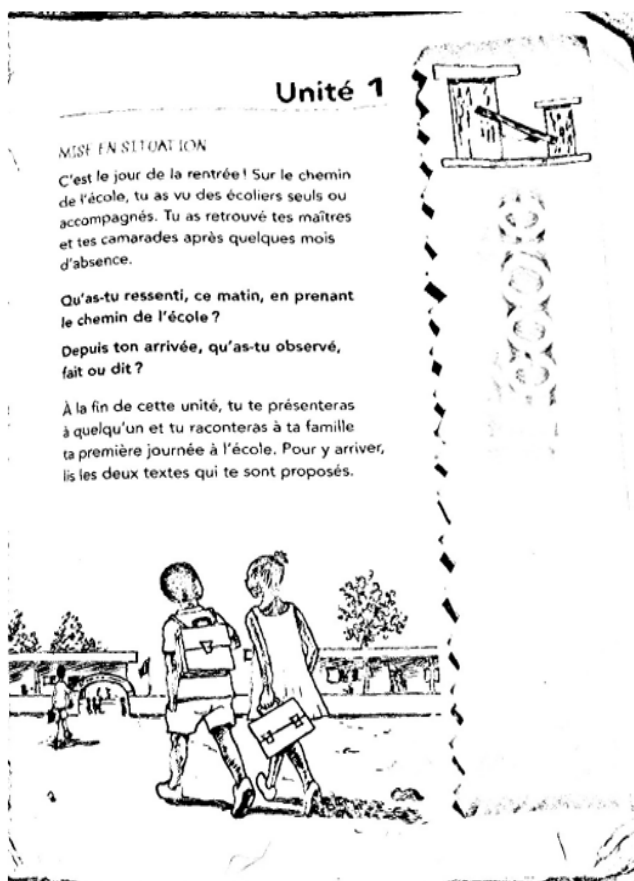 Unité 1
MISE EN SITUATION
C'est le jour de la rentrée ! Sur le chemin
de l'école, tu as vu des écoliers seuls ou
accompagnés. Tu as retrouvé tes maîtres
et tes camarades après quelques mois
d'absence.
Qu'as-tu ressenti, ce matin, en prenant
le chemin de l'école ?
Depuis ton arrivée, qu'as-tu observé,
fait ou dit ?
À la fin de cette unité, tu te présenteras
à quelqu'un et tu raconteras à ta famille
ta première journée à l'école. Pour y arriver,
lis les deux textes qui te sont proposés.